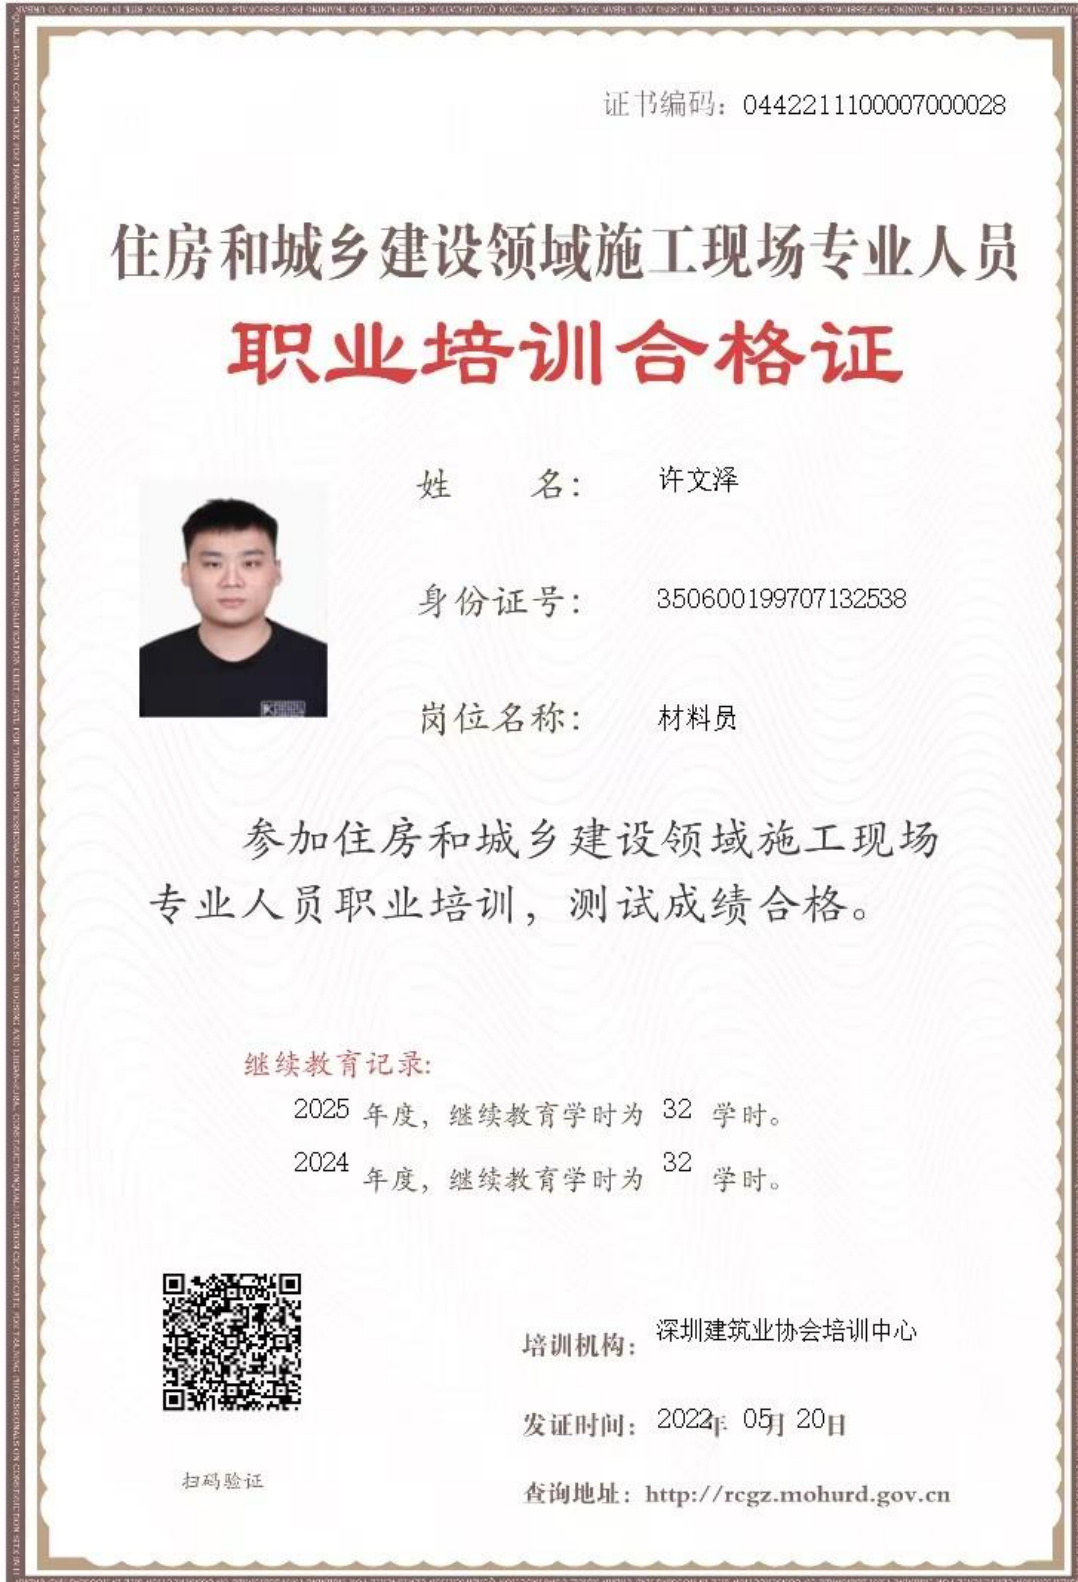 证书编码：0442211100007000028
住房和城乡建设领域施工现场专业人员
职业培训合格证
姓 名： 许文泽
身份证号： 350600199707132538
岗位名称： 材料员
参加住房和城乡建设领域施工现场
专业人员职业培训，测试成绩合格。
继续教育记录:
2025 年度，继续教育学时为 32 学时。
2024 年度，继续教育学时为 32 学时。
培训机构： 深圳建筑业协会培训中心
发证时间： 2022年 05月 20日
扫码验证
查询地址：http://rcgz.mohurd.gov.cn